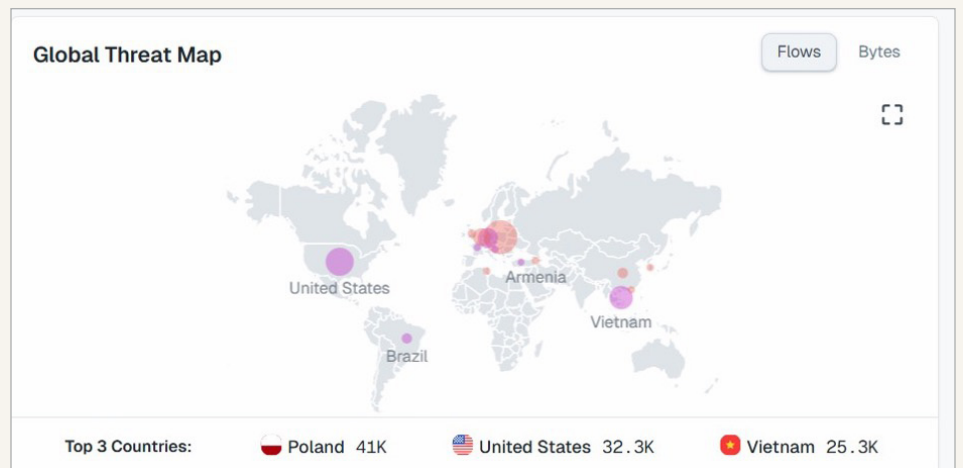 Global Threat Map
Flows Bytes
United States
Armenia
Vietnam
Brazil
Top 3 Countries: Poland 41K United States 32.3K Vietnam 25.3K